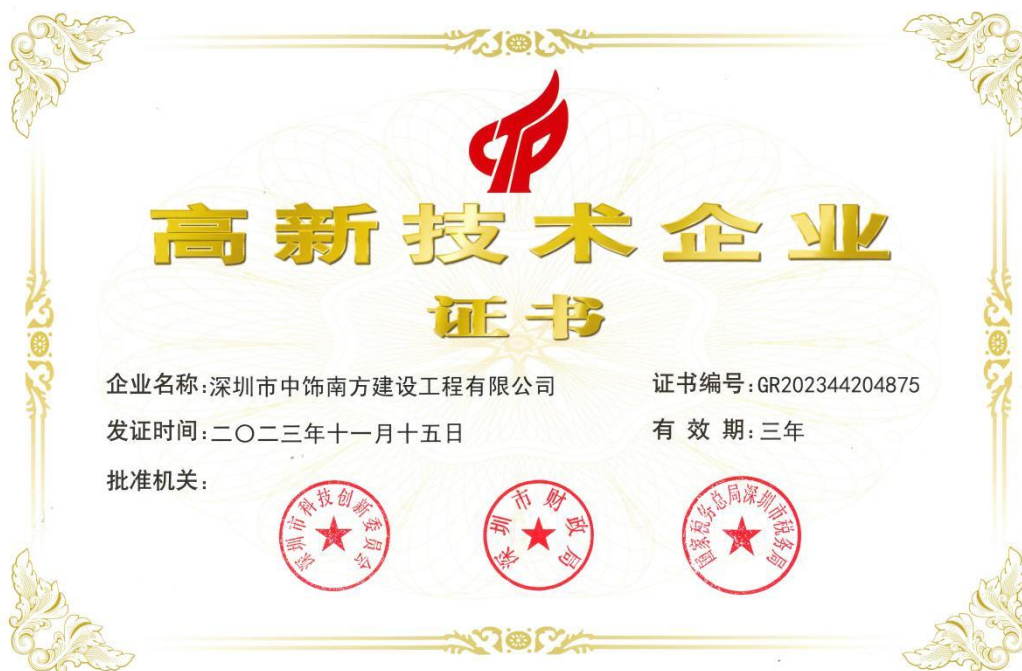 高新技术企业
证书
企业名称:深圳市中饰南方建设工程有限公司
证书编号:GR202344204875
发证时间:二〇二三年十一月十五日
有 效 期:三年
批准机关:
深圳市科技创新委员会
深圳市财政局
国家税务总局深圳市税务局